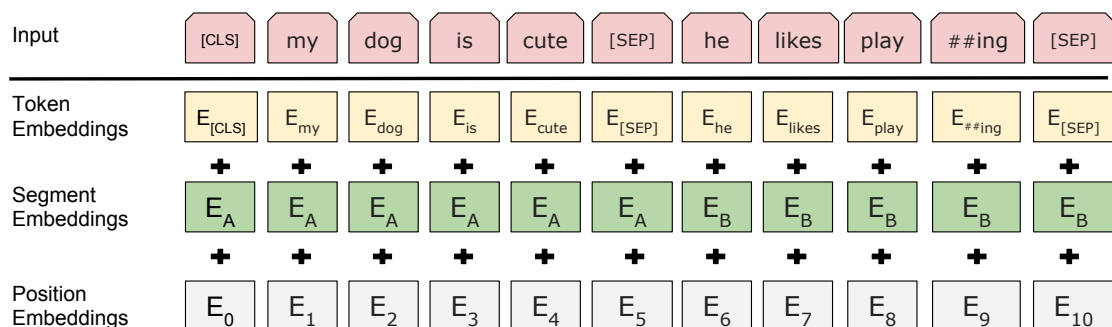 Input [CLS] my dog is cute [SEP] he likes play ##ing [SEP]
Token Embeddings E[CLS] Emy Edog Eis Ecute E[SEP] Ehe Elikes Eplay E##ing E[SEP]
+ + + + + + + + + + +
Segment Embeddings EA EA EA EA EA EA EB EB EB EB EB
+ + + + + + + + + + +
Position Embeddings E0 E1 E2 E3 E4 E5 E6 E7 E8 E9 E10